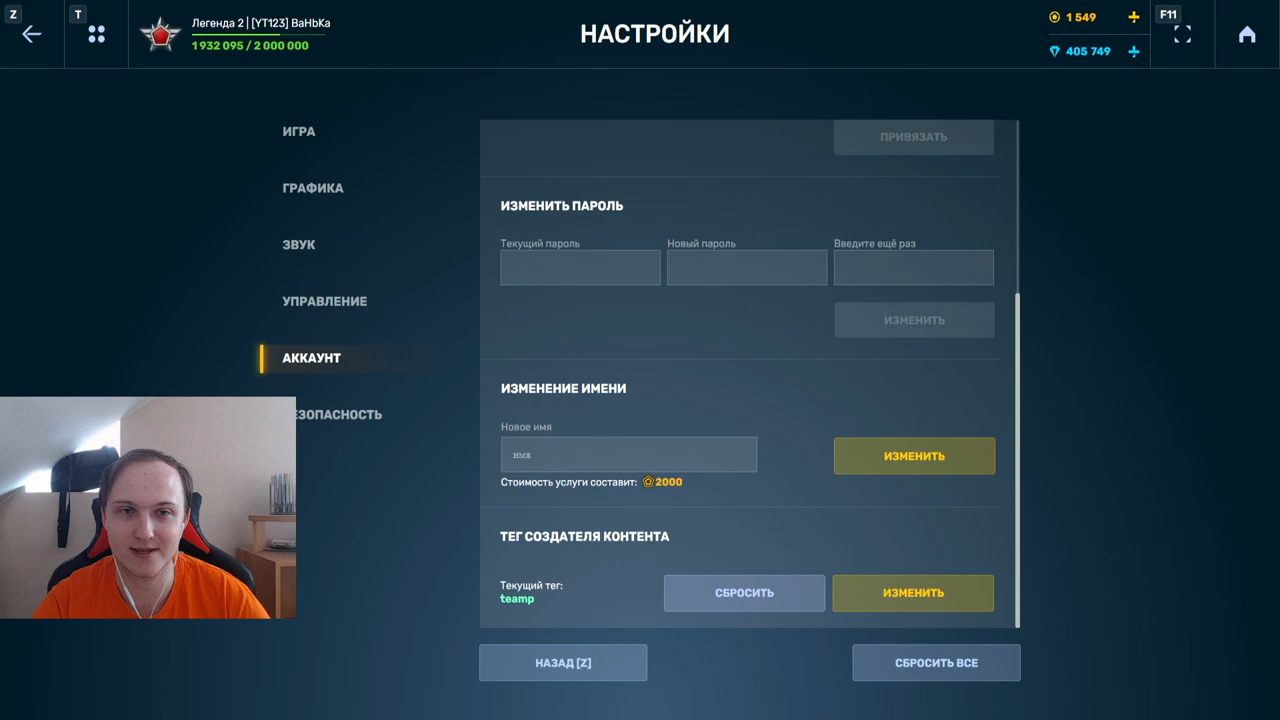 Z
T
Легенда 2 | [YT123] BaHbKa
1 932 095 / 2 000 000
НАСТРОЙКИ
1 549
405 749
F11
ИГРА
ГРАФИКА
ЗВУК
УПРАВЛЕНИЕ
АККАУНТ
ЕЗОПАСНОСТЬ
ПРИВЯЗАТЬ
ИЗМЕНИТЬ ПАРОЛЬ
Текущий пароль
Новый пароль
Введите ещё раз
ИЗМЕНИТЬ
ИЗМЕНЕНИЕ ИМЕНИ
Новое имя
имя
ИЗМЕНИТЬ
Стоимость услуги составит: 2000
ТЕГ СОЗДАТЕЛЯ КОНТЕНТА
Текущий тег:
teamp
СБРОСИТЬ
ИЗМЕНИТЬ
НАЗАД [Z]
СБРОСИТЬ ВСЕ